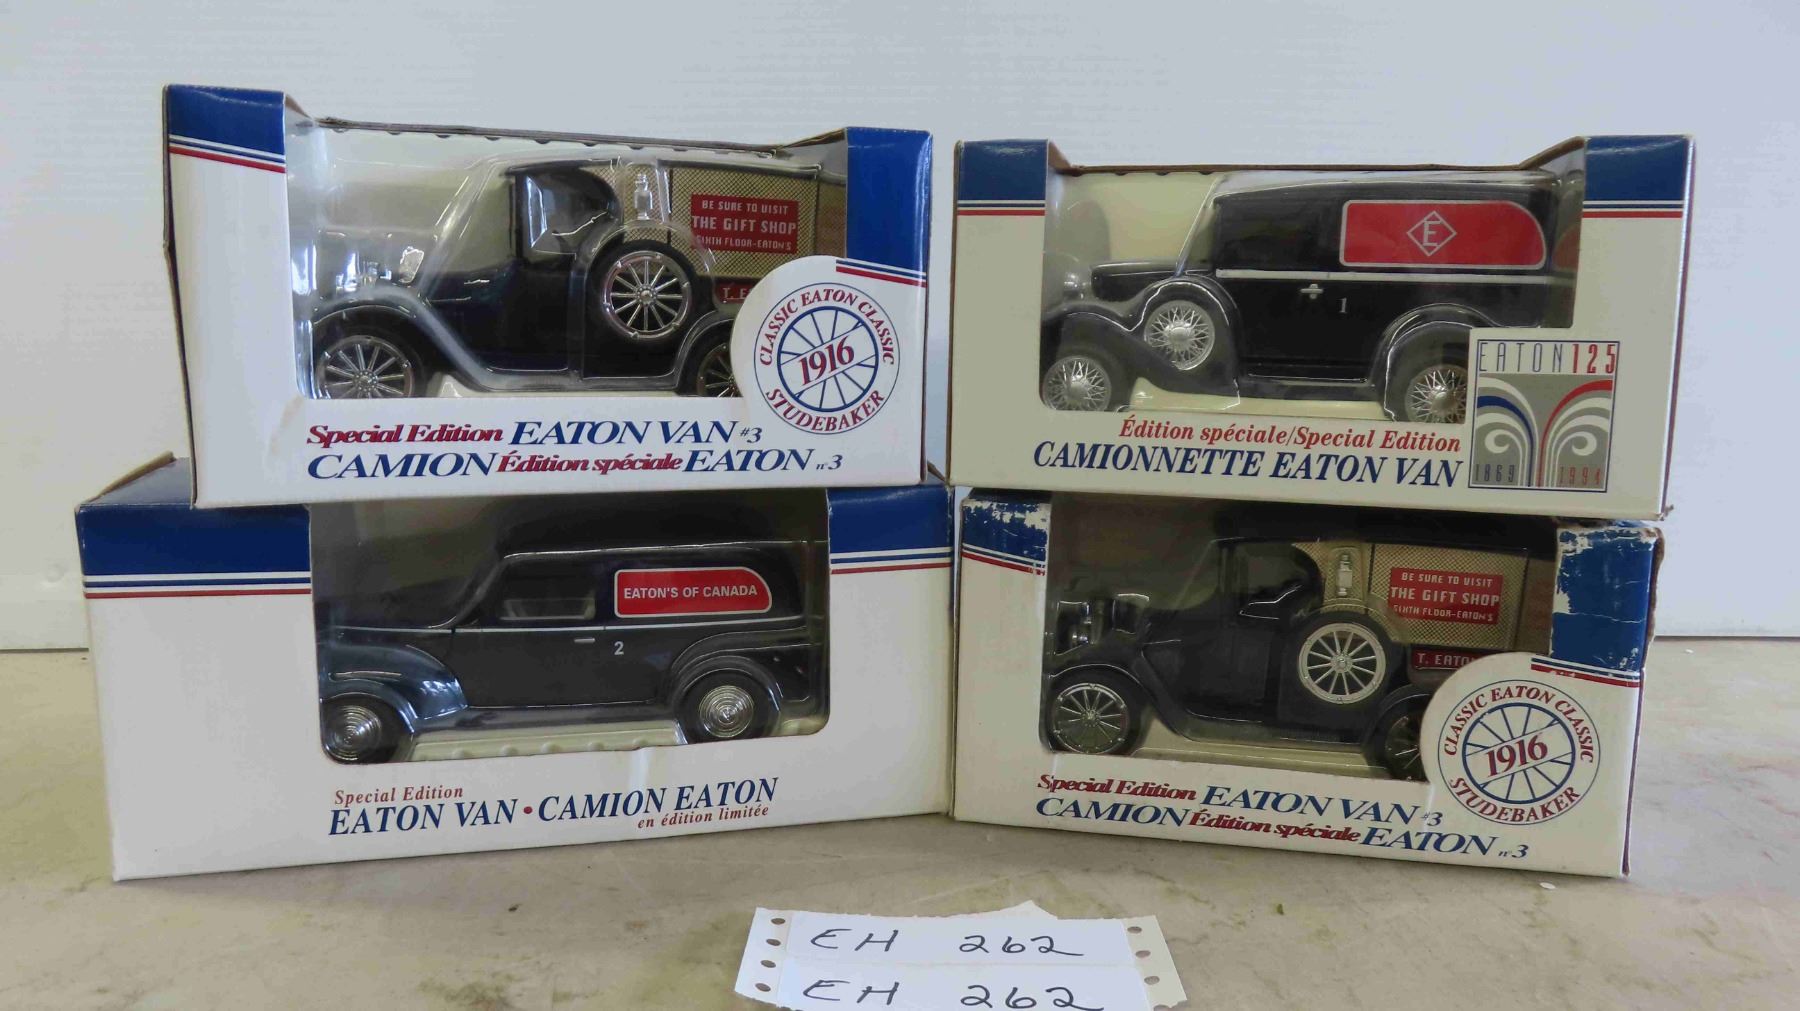 BE SURE TO VISIT
THE GIFT SHOP
SIXTH FLOOR-EATON'S
T. E
CLASSIC EATON CLASSIC
1916
STUDEBAKER
Special Edition EATON VAN #3
CAMION Édition spéciale EATON n°3
E
1
EATON 125
1869 1994
Édition spéciale/Special Edition
CAMIONNETTE EATON VAN
EATON'S OF CANADA
2
Special Edition
EATON VAN • CAMION EATON
en édition limitée
BE SURE TO VISIT
THE GIFT SHOP
SIXTH FLOOR-EATON'S
T. EATO
CLASSIC EATON CLASSIC
1916
STUDEBAKER
Special Edition EATON VAN #3
CAMION Édition spéciale EATON n°3
EH 262
EH 262